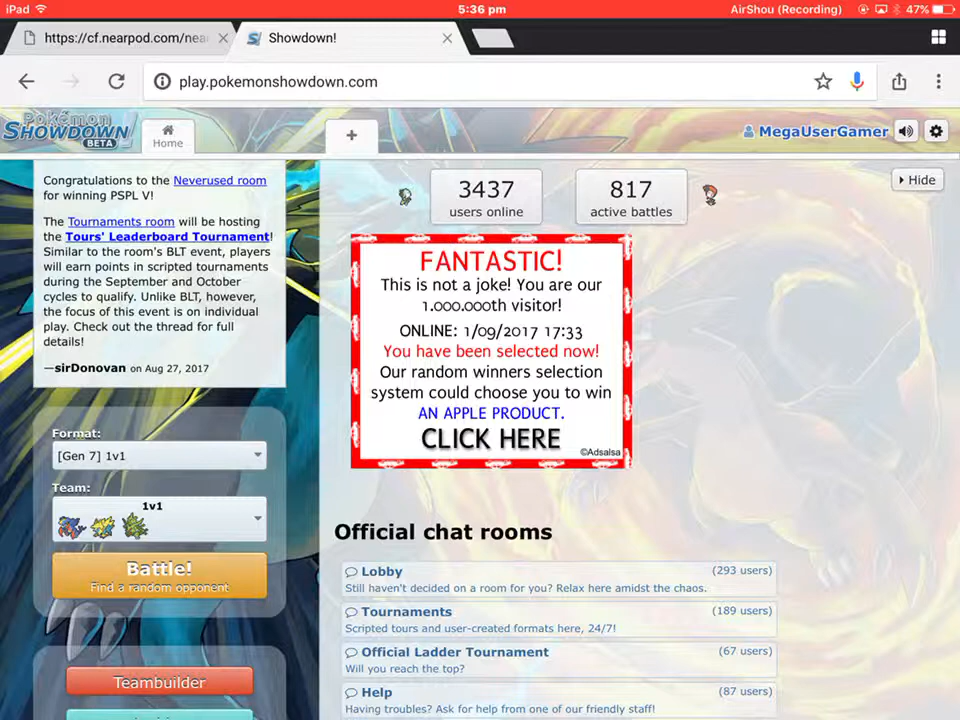 iPad
5:36 pm
AirShou (Recording)
47%
https://cf.nearpod.com/near
Showdown!
play.pokemonshowdown.com
Pokémon
SHOWDOWN
BETA
Home
MegaUserGamer
Congratulations to the Neverused room
for winning PSPL V!
The Tournaments room will be hosting
the Tours' Leaderboard Tournament!
Similar to the room's BLT event, players
will earn points in scripted tournaments
during the September and October
cycles to qualify. Unlike BLT, however,
the focus of this event is on individual
play. Check out the thread for full
details!
—sirDonovan on Aug 27, 2017
Format:
[Gen 7] 1v1
Team:
1v1
Battle!
Find a random opponent
Teambuilder
3437
users online
817
active battles
Hide
FANTASTIC!
This is not a joke! You are our
1.000.000th visitor!
ONLINE: 1/09/2017 17:33
You have been selected now!
Our random winners selection
system could choose you to win
AN APPLE PRODUCT.
CLICK HERE
©Adsalsa
Official chat rooms
Lobby (293 users)
Still haven't decided on a room for you? Relax here amidst the chaos.
Tournaments (189 users)
Scripted tours and user-created formats here, 24/7!
Official Ladder Tournament (67 users)
Will you reach the top?
Help (87 users)
Having troubles? Ask for help from one of our friendly staff!